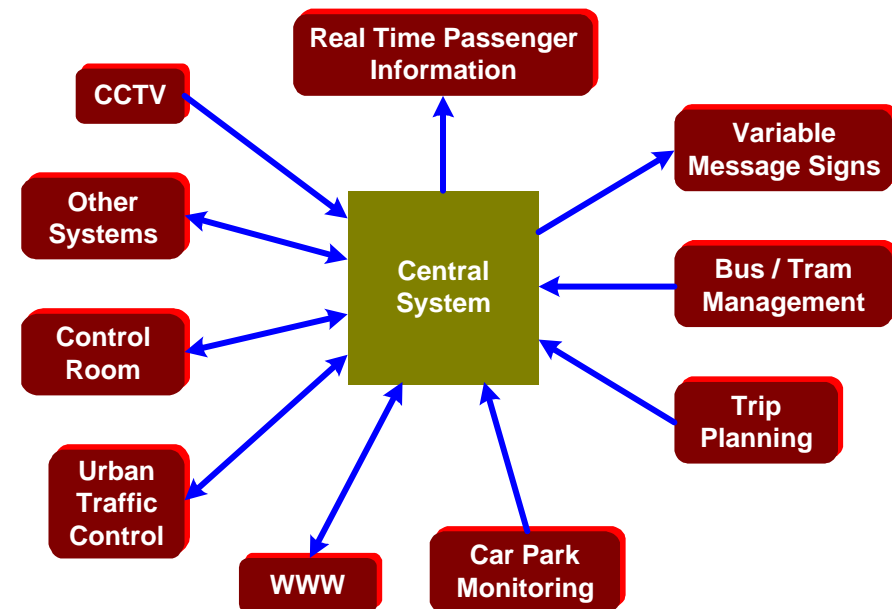 Real Time Passenger
Information
CCTV
Variable
Message Signs
Other
Systems
Central
System
Bus / Tram
Management
Control
Room
Trip
Planning
Urban
Traffic
Control
WWW
Car Park
Monitoring